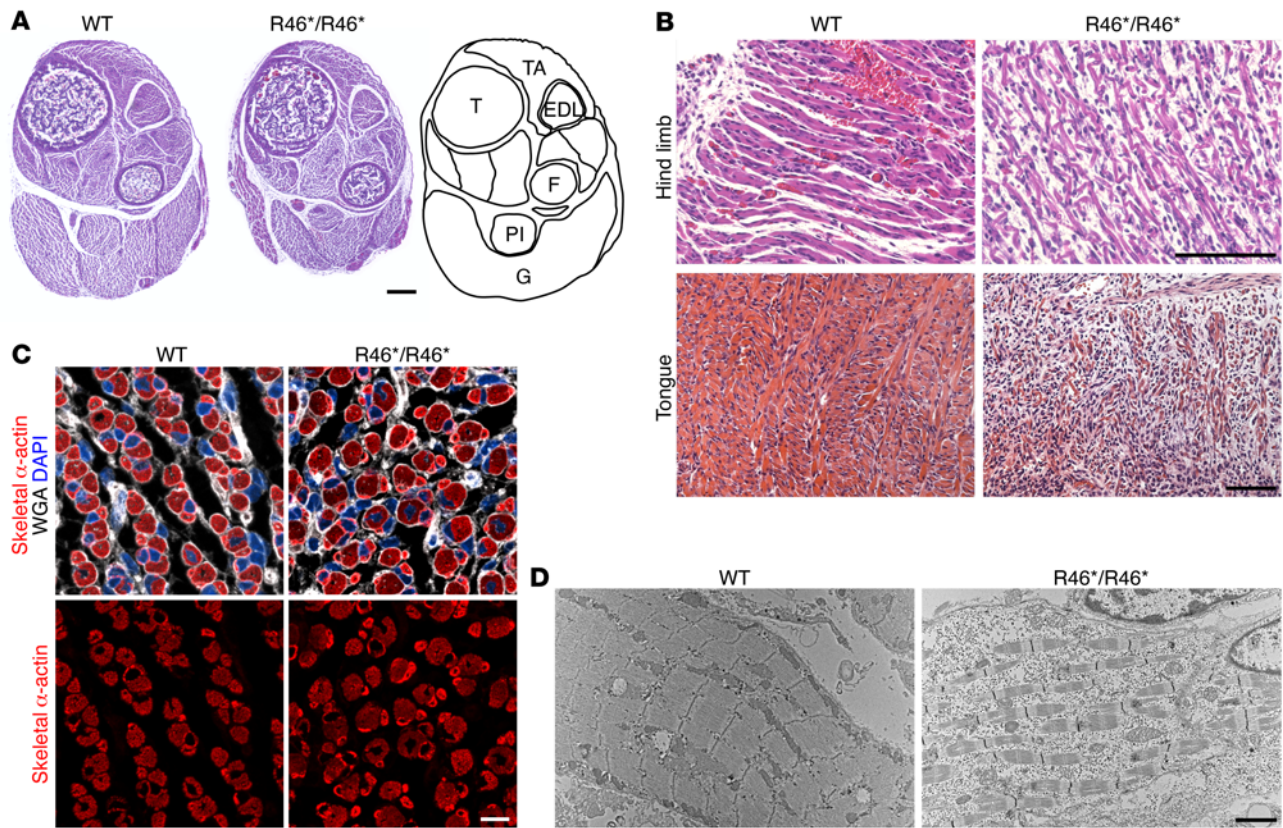 A
WT
R46*/R46*
TA
T
EDL
F
PI
G
B
WT
R46*/R46*
Hind limb
Tongue
C
WT
R46*/R46*
Skeletal α-actin
WGA DAPI
Skeletal α-actin
D
WT
R46*/R46*